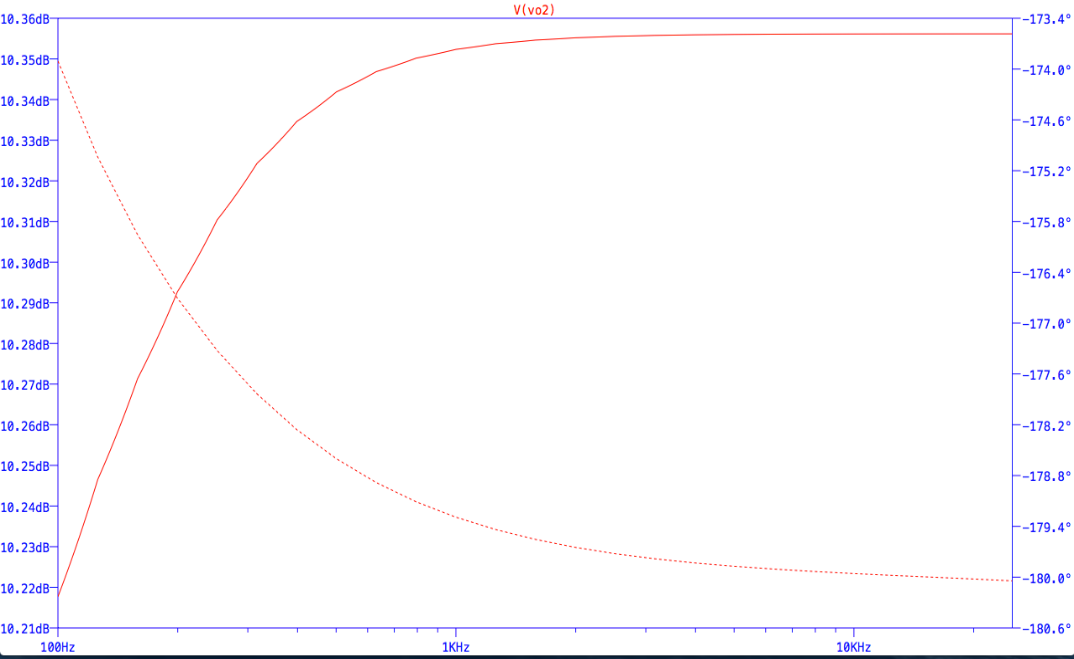 V(vo2)
10.36dB
10.35dB
10.34dB
10.33dB
10.32dB
10.31dB
10.30dB
10.29dB
10.28dB
10.27dB
10.26dB
10.25dB
10.24dB
10.23dB
10.22dB
10.21dB
-173.4°
-174.0°
-174.6°
-175.2°
-175.8°
-176.4°
-177.0°
-177.6°
-178.2°
-178.8°
-179.4°
-180.0°
-180.6°
100Hz
1KHz
10KHz